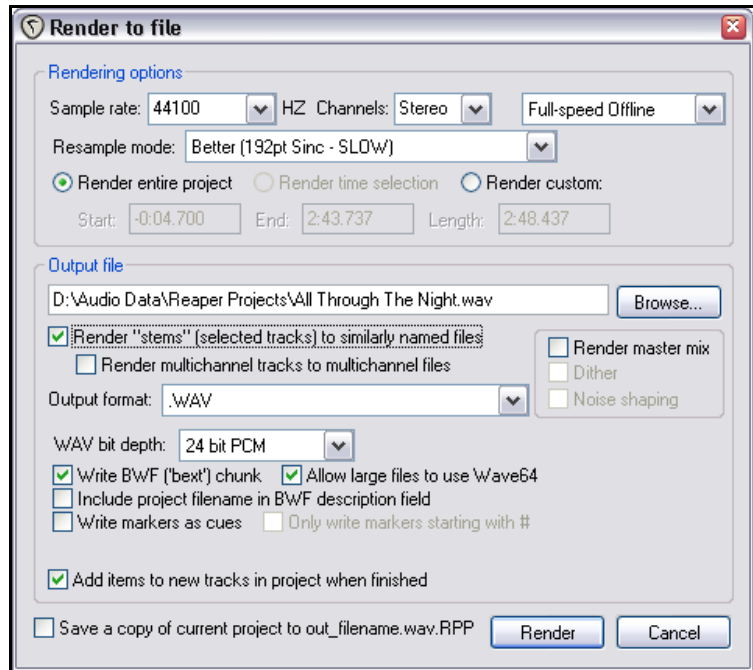 Render to file
Rendering options
Sample rate: 44100 HZ Channels: Stereo Full-speed Offline
Resample mode: Better (192pt Sinc - SLOW)
Render entire project Render time selection Render custom:
Start: -0:04.700 End: 2:43.737 Length: 2:48.437
Output file
D:\Audio Data\Reaper Projects\All Through The Night.wav Browse...
Render "stems" (selected tracks) to similarly named files
Render multichannel tracks to multichannel files
Render master mix
Dither
Noise shaping
Output format: .WAV
WAV bit depth: 24 bit PCM
Write BWF ('bext') chunk Allow large files to use Wave64
Include project filename in BWF description field
Write markers as cues Only write markers starting with #
Add items to new tracks in project when finished
Save a copy of current project to out_filename.wav.RPP Render Cancel